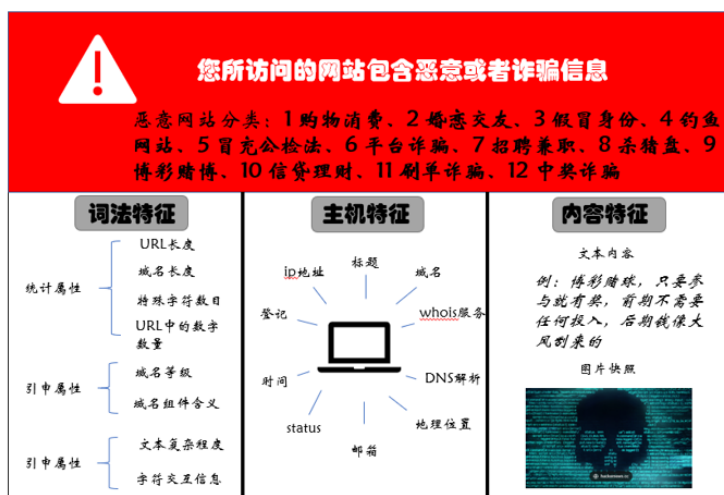 您所访问的网站包含恶意或者诈骗信息
恶意网站分类：1 购物消费、2 婚恋交友、3 假冒身份、4 钓鱼
网站、5 冒充公检法、6 平台诈骗、7 招聘兼职、8 杀猪盘、9
博彩赌博、10 信贷理财、11 刷单诈骗、12 中奖诈骗
词法特征
统计属性
URL长度
域名长度
特殊字符数目
URL中的数字
数量
引申属性
域名等级
域名组件含义
引申属性
文本复杂程度
字符交互信息
主机特征
标题
ip地址
域名
登记
whois服务
时间
DNS解析
status
地理位置
邮箱
内容特征
文本内容
例：博彩赌球，只要参
与就有奖，前期不需要
任何投入，后期钱像大
风刮来的
图片快照